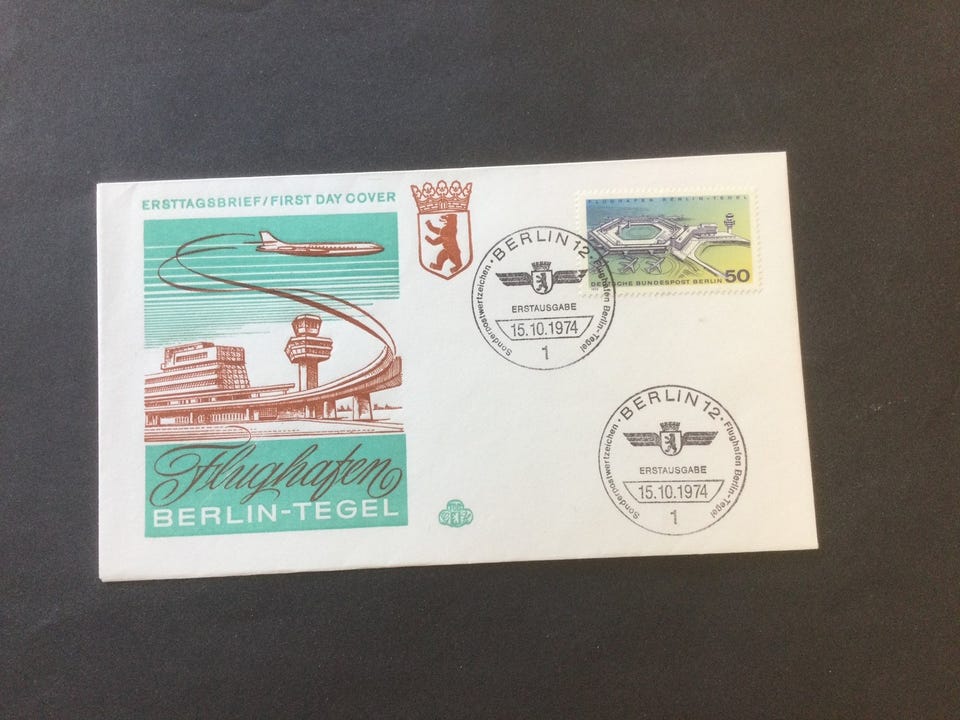 ERSTTAGSBRIEF/FIRST DAY COVER
Flughafen
BERLIN-TEGEL
FLUGHAFEN BERLIN-TEGEL
50
DEUTSCHE BUNDESPOST BERLIN
BERLIN 12
Sonderpostwertzeichen · Flughafen Berlin-Tegel
ERSTAUSGABE
15.10.1974
1
BERLIN 12
Sonderpostwertzeichen · Flughafen Berlin-Tegel
ERSTAUSGABE
15.10.1974
1